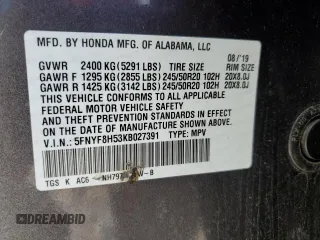 MFD. BY HONDA MFG. OF ALABAMA, LLC
08/'19
GVWR 2400 KG(5291 LBS) TIRE SIZE RIM SIZE
GAWR F 1295 KG(2855 LBS) 245/50R20 102H 20X8.0J
GAWR R 1425 KG(3142 LBS) 245/50R20 102H 20X8.0J
THIS VEHICLE CONFORMS TO ALL APPLICABLE
FEDERAL MOTOR VEHICLE SAFETY
AND THEFT PREVENTION STANDARDS IN EFFECT ON
THE DATE OF MANUFACTURE SHOWN ABOVE.
V.I.N.: 5FNYF8H53KB027391 TYPE: MPV
TGS K AC6
©DREAMBID
DREAMBID.COM